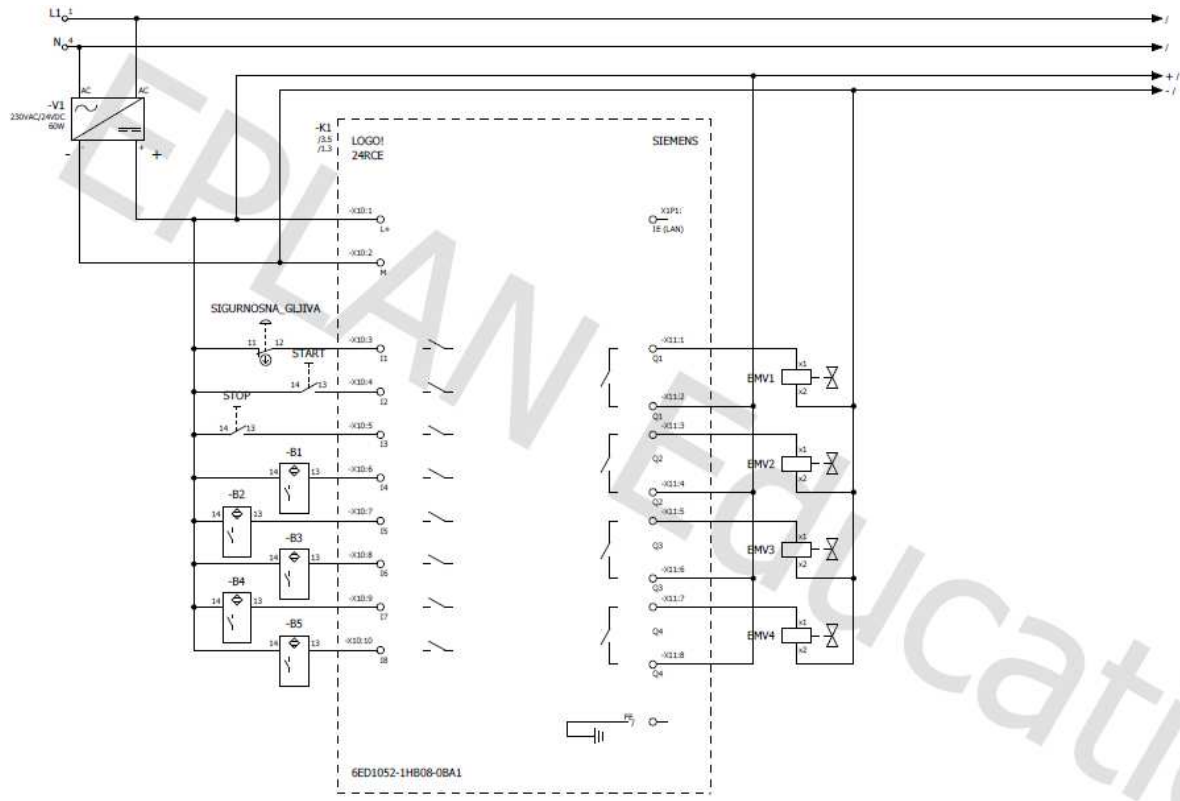 L1 1
N 4
/
/
+ /
- /
AC
AC
-V1
230VAC/24VDC
60W
-
+
+
-K1
/3.5
/1.3
LOGO!
24RCE
SIEMENS
-X10:1
L+
X1P1:
IE (LAN)
-X10:2
M
SIGURNOSNA_GLJIVA
11
12
-X10:3
I1
START
14
13
-X10:4
I2
STOP
14
13
-X10:5
I3
-B1
14
13
-X10:6
I4
-B2
14
13
-X10:7
I5
-B3
14
13
-X10:8
I6
-B4
14
13
-X10:9
I7
-B5
14
13
-X10:10
I8
-X11:1
Q1
-X11:2
Q1
EMV1
x1
x2
-X11:3
Q2
-X11:4
Q2
EMV2
x1
x2
-X11:5
Q3
-X11:6
Q3
EMV3
x1
x2
-X11:7
Q4
-X11:8
Q4
EMV4
x1
x2
PE
/
6ED1052-1HB08-0BA1
EPLAN Educatio